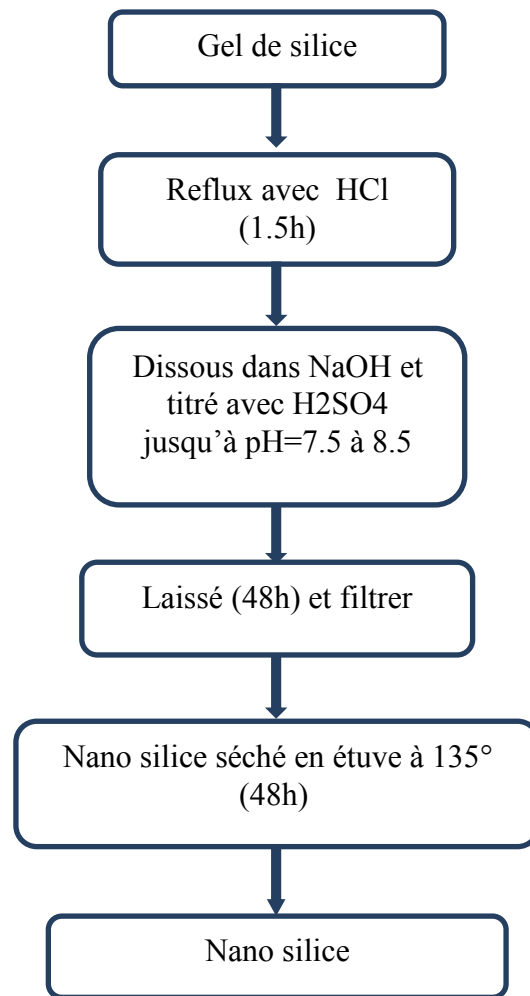 Gel de silice
Reflux avec HCl
(1.5h)
Dissous dans NaOH et
titré avec H2SO4
jusqu’à pH=7.5 à 8.5
Laissé (48h) et filtrer
Nano silice séché en étuve à 135°
(48h)
Nano silice